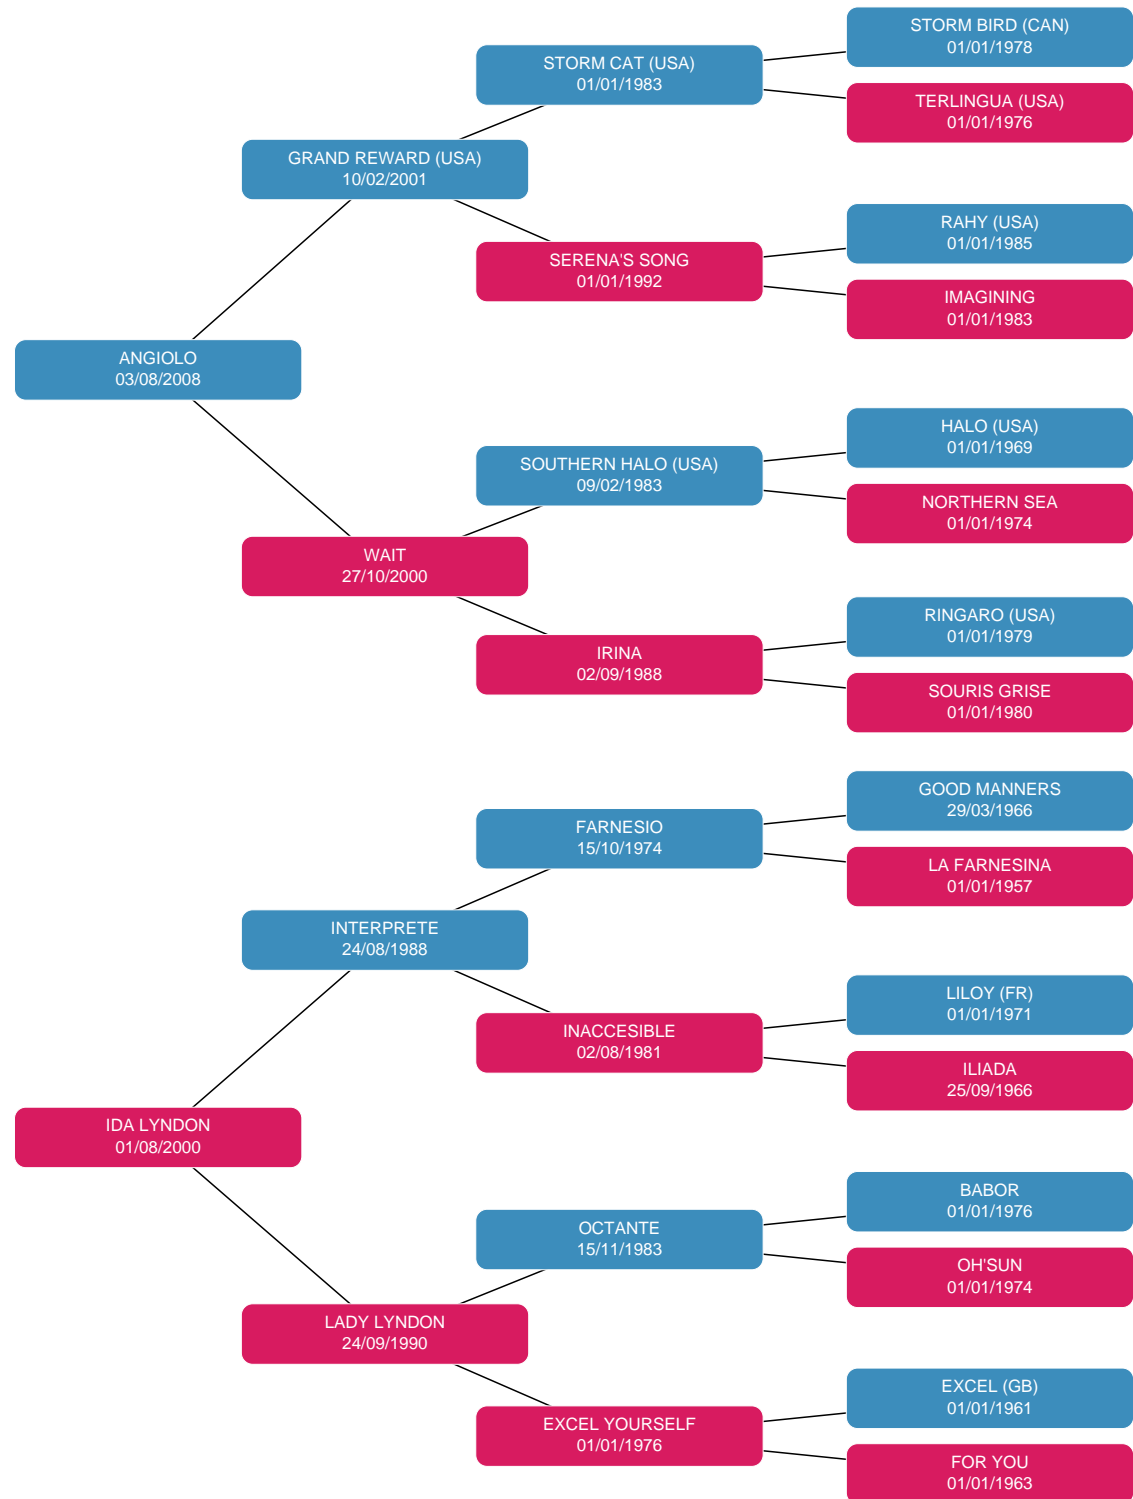 STORM BIRD (CAN)
01/01/1978
STORM CAT (USA)
01/01/1983
TERLINGUA (USA)
01/01/1976
GRAND REWARD (USA)
10/02/2001
RAHY (USA)
01/01/1985
SERENA'S SONG
01/01/1992
IMAGINING
01/01/1983
ANGIOLO
03/08/2008
HALO (USA)
01/01/1969
SOUTHERN HALO (USA)
09/02/1983
NORTHERN SEA
01/01/1974
WAIT
27/10/2000
RINGARO (USA)
01/01/1979
IRINA
02/09/1988
SOURIS GRISE
01/01/1980
GOOD MANNERS
29/03/1966
FARNESIO
15/10/1974
LA FARNESINA
01/01/1957
INTERPRETE
24/08/1988
LILOY (FR)
01/01/1971
INACCESIBLE
02/08/1981
ILIADA
25/09/1966
IDA LYNDON
01/08/2000
BABOR
01/01/1976
OCTANTE
15/11/1983
OH'SUN
01/01/1974
LADY LYNDON
24/09/1990
EXCEL (GB)
01/01/1961
EXCEL YOURSELF
01/01/1976
FOR YOU
01/01/1963